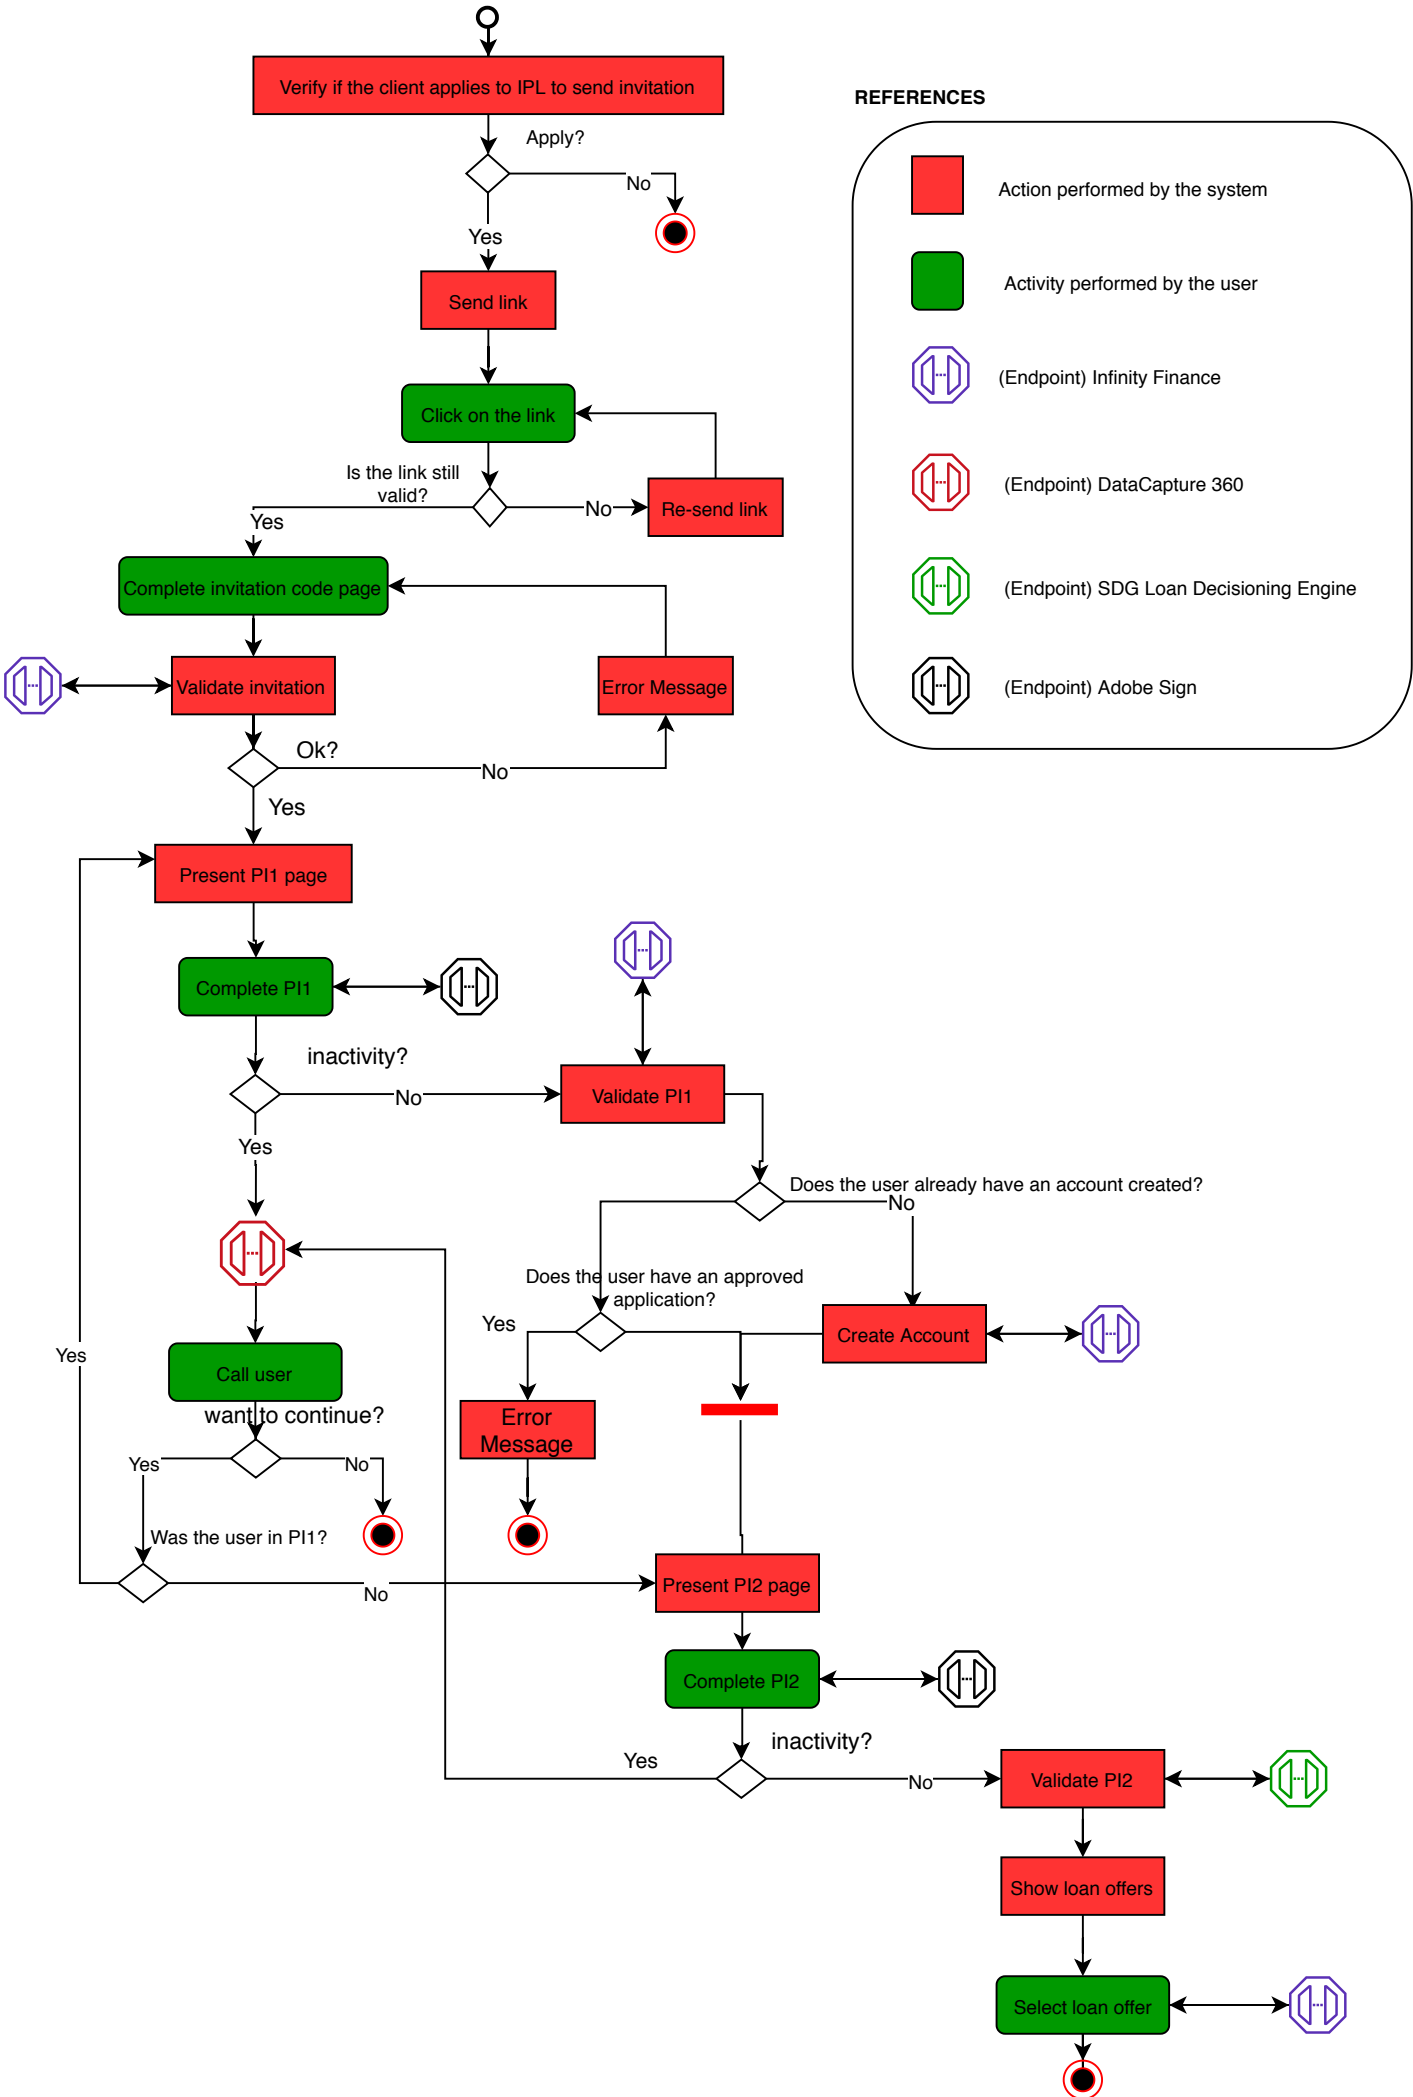 Verify if the client applies to IPL to send invitation
Apply?
No
Yes
Send link
Click on the link
Is the link still
valid?
No
Re-send link
Yes
Complete invitation code page
Validate invitation
Error Message
Ok?
No
Yes
Present PI1 page
Complete PI1
inactivity?
No
Validate PI1
Yes
Does the user already have an account created?
No
Does the user have an approved
application?
Yes
Create Account
Yes
Call user
want to continue?
Error
Message
Yes
No
Was the user in PI1?
No
Present PI2 page
Complete PI2
inactivity?
Yes
No
Validate PI2
Show loan offers
Select loan offer
REFERENCES
Action performed by the system
Activity performed by the user
(Endpoint) Infinity Finance
(Endpoint) DataCapture 360
(Endpoint) SDG Loan Decisioning Engine
(Endpoint) Adobe Sign